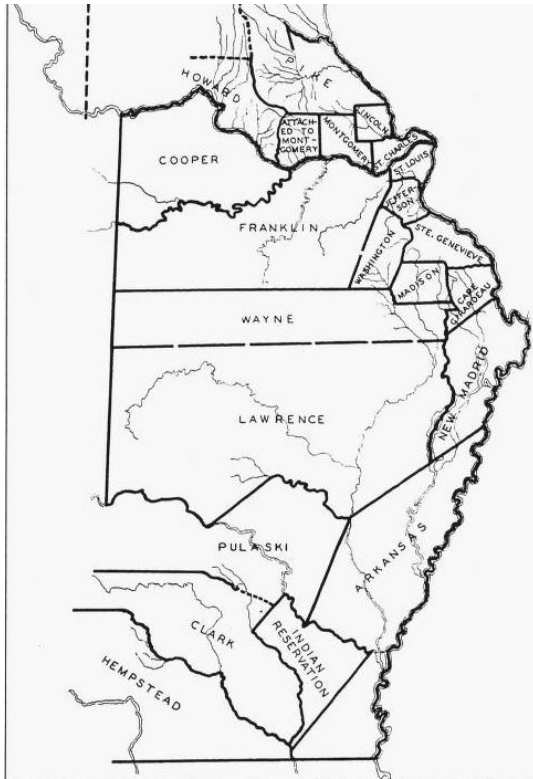 HOWARD
PIKE
LINCOLN
ATTACH
ED TO
MONT-
GOMERY
MONTGOMERY
ST. CHARLES
ST LOUIS
COOPER
JEFFER-
SON
FRANKLIN
STE. GENEVIEVE
WASHINGTON
MADISON
CAPE
GIRARDEAU
WAYNE
NEW MADRID
LAWRENCE
ARKANSAS
PULASKI
CLARK
INDIAN
RESERVATION
HEMPSTEAD